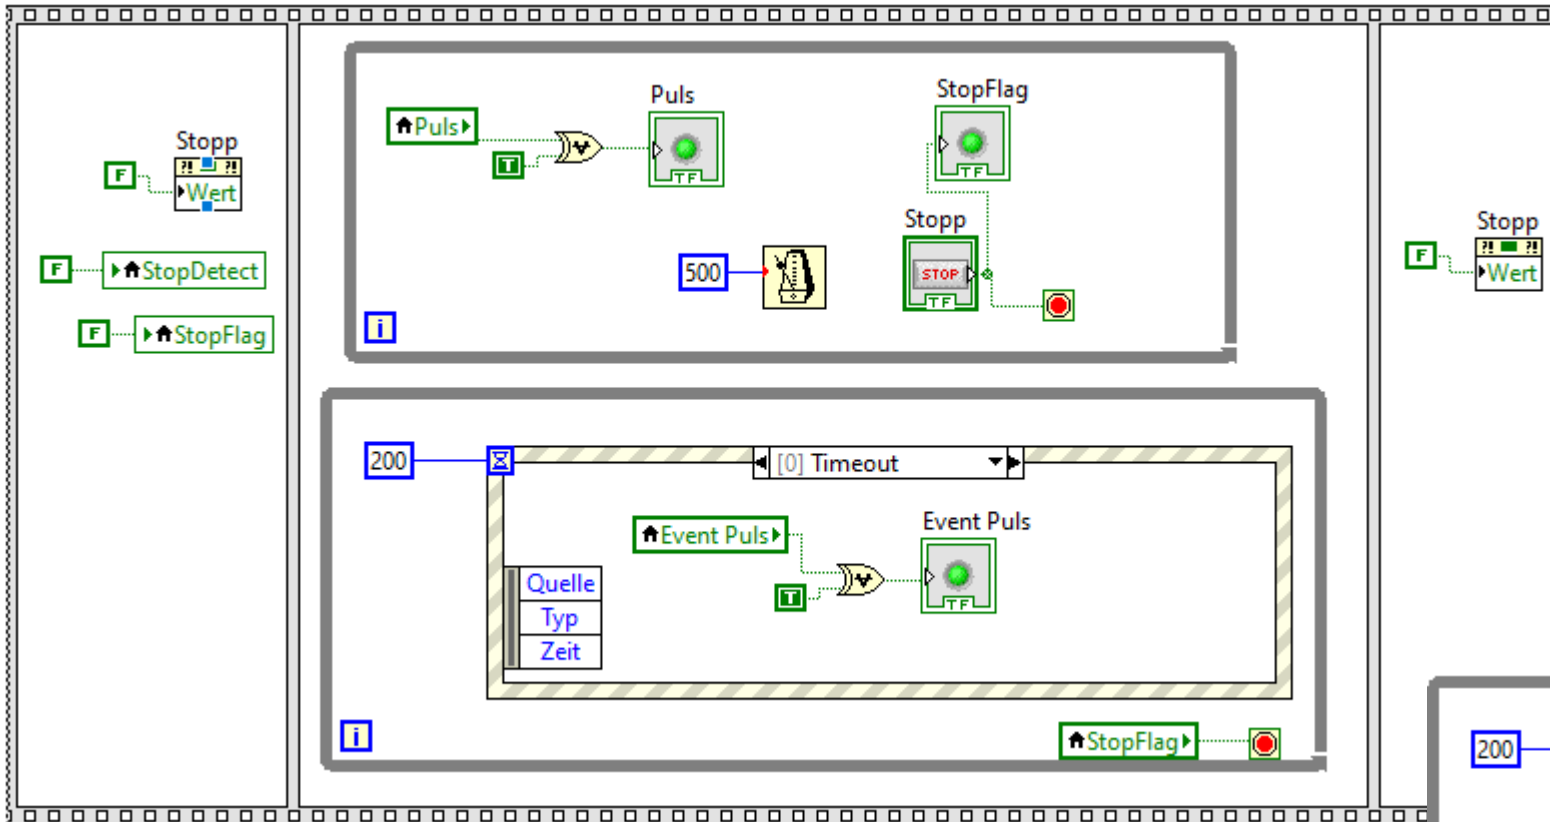 Stopp
F
?! ?!
Wert
F
StopDetect
F
StopFlag
Puls
Puls
T
TF
StopFlag
TF
500
Stopp
STOP
TF
i
200
[0] Timeout
Event Puls
T
Event Puls
TF
Quelle
Typ
Zeit
i
StopFlag
Stopp
F
?! ?!
Wert
200